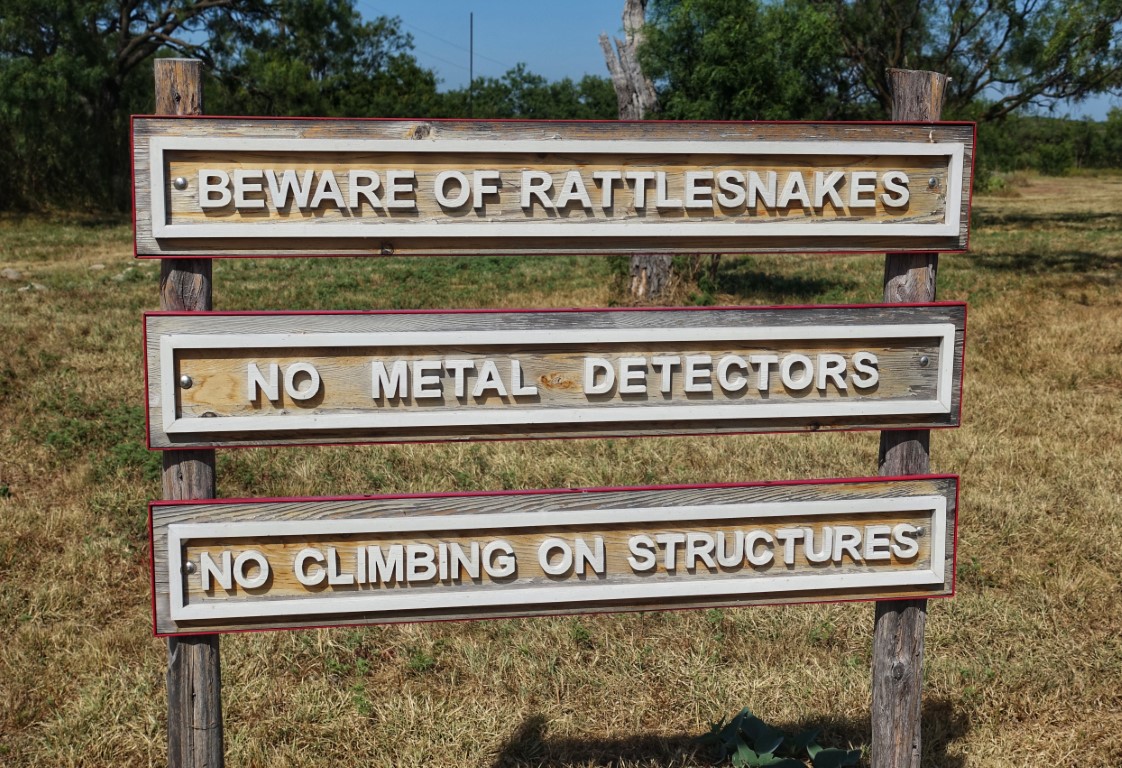 BEWARE OF RATTLESNAKES
NO METAL DETECTORS
NO CLIMBING ON STRUCTURES